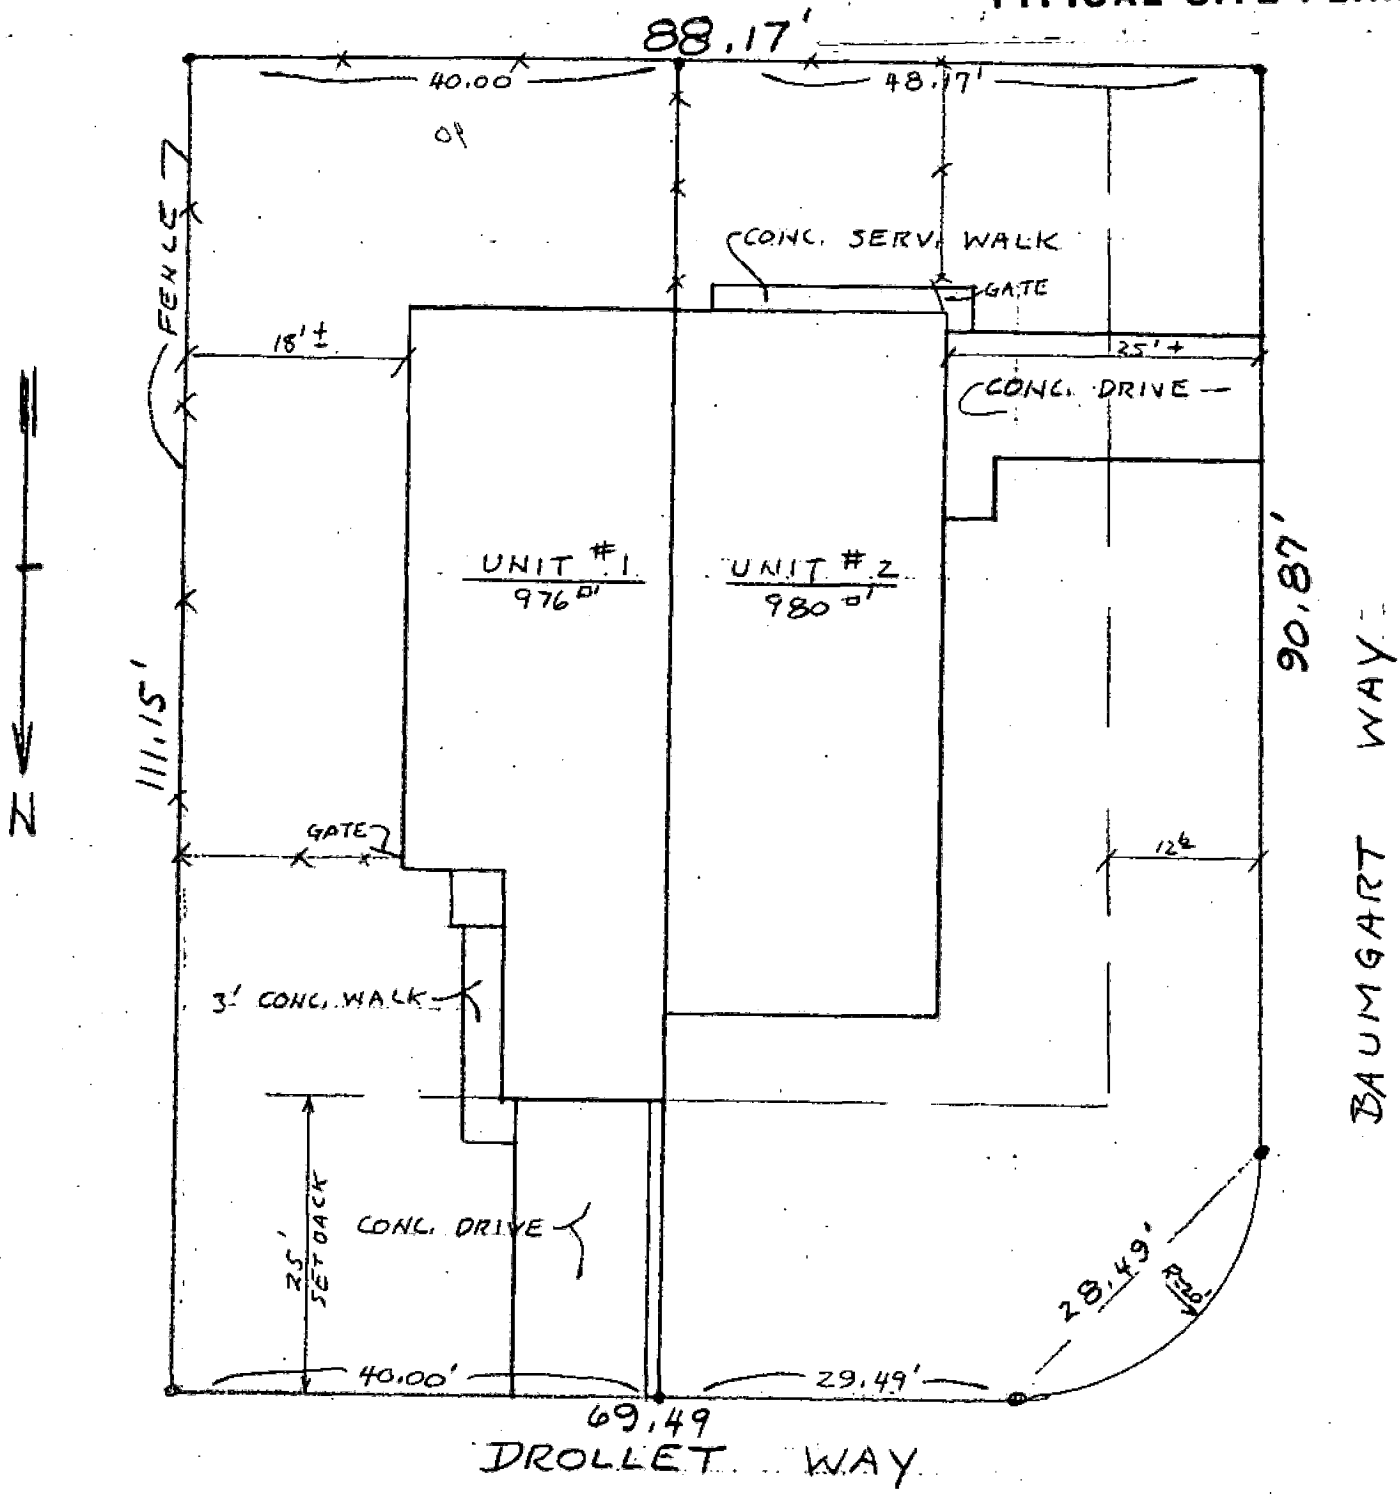 88.17'
40.00'
48.17'
FENCE
CONC. SERV. WALK
GATE
18'±
25'+
CONC. DRIVE
UNIT #1
976 □'
UNIT #2
980 □'
90.87'
111.15'
N
BAUMGART WAY
GATE
12½
3' CONC. WALK
25'
SETBACK
CONC. DRIVE
28.49'
R=20'
40.00'
29.49'
69.49
DROLLET WAY